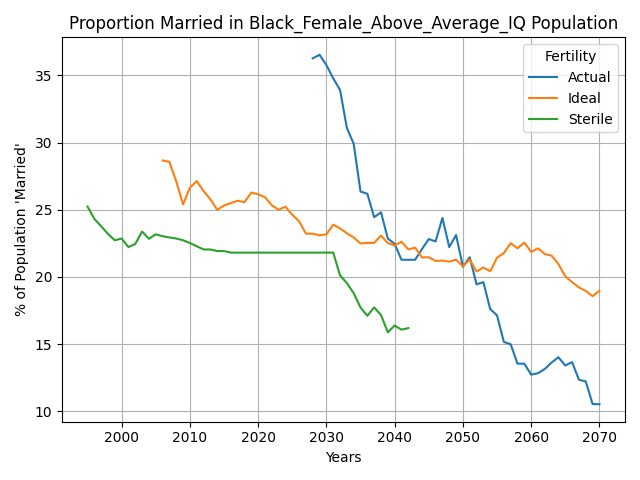 Proportion Married in Black_Female_Above_Average_IQ Population
Fertility
Actual
Ideal
Sterile
% of Population 'Married'
35
30
25
20
15
10
2000
2010
2020
2030
2040
2050
2060
2070
Years